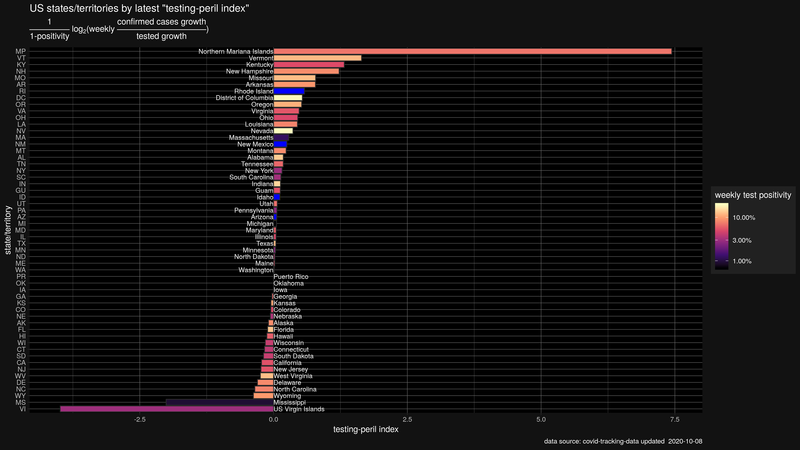 US states/territories by latest "testing-peril index"
1 confirmed cases growth
log2(weekly )
1-positivity tested growth
MP Northern Mariana Islands
VT Vermont
KY Kentucky
NH New Hampshire
MO Missouri
AR Arkansas
RI Rhode Island
DC District of Columbia
OR Oregon
VA Virginia
OH Ohio
LA Louisiana
NV Nevada
MA Massachusetts
NM New Mexico
MT Montana
AL Alabama
TN Tennessee
NY New York
SC South Carolina
IN Indiana
GU Guam
ID Idaho
UT Utah
PA Pennsylvania
AZ Arizona
MI Michigan
MD Maryland
IL Illinois
TX Texas
MN Minnesota
ND North Dakota
ME Maine
WA Washington
PR Puerto Rico
OK Oklahoma
IA Iowa
GA Georgia
KS Kansas
CO Colorado
NE Nebraska
AK Alaska
FL Florida
HI Hawaii
WI Wisconsin
CT Connecticut
SD South Dakota
CA California
NJ New Jersey
WV West Virginia
DE Delaware
NC North Carolina
WY Wyoming
MS Mississippi
VI US Virgin Islands
state/territory
-2.5 0.0 2.5 5.0 7.5
testing-peril index
weekly test positivity
10.00%
3.00%
1.00%
data source: covid-tracking-data updated 2020-10-08